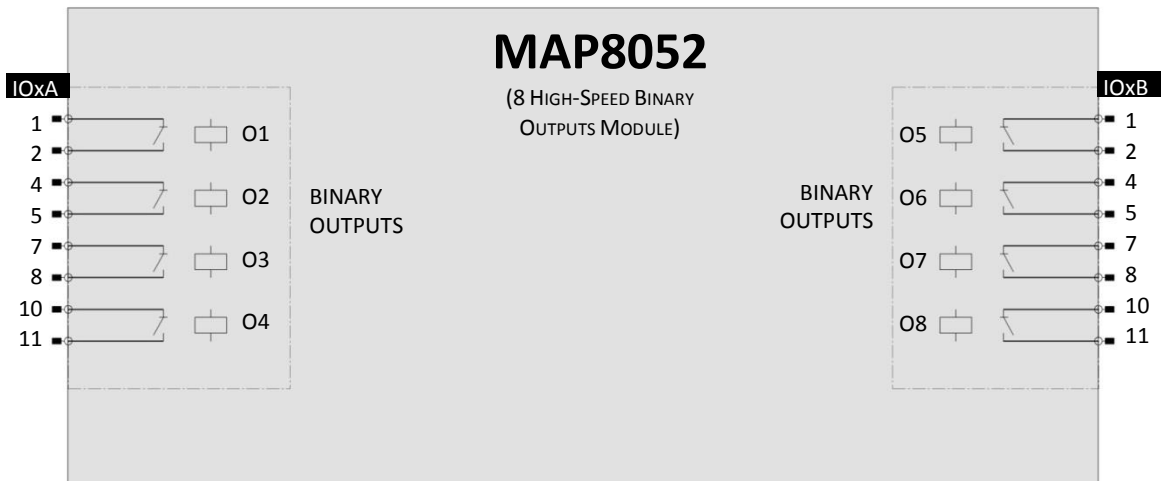 MAP8052
(8 HIGH-SPEED BINARY
OUTPUTS MODULE)
IOxA
1
2
O1
4
5
O2
7
8
O3
10
11
O4
BINARY
OUTPUTS
BINARY
OUTPUTS
IOxB
O5
1
2
O6
4
5
O7
7
8
O8
10
11